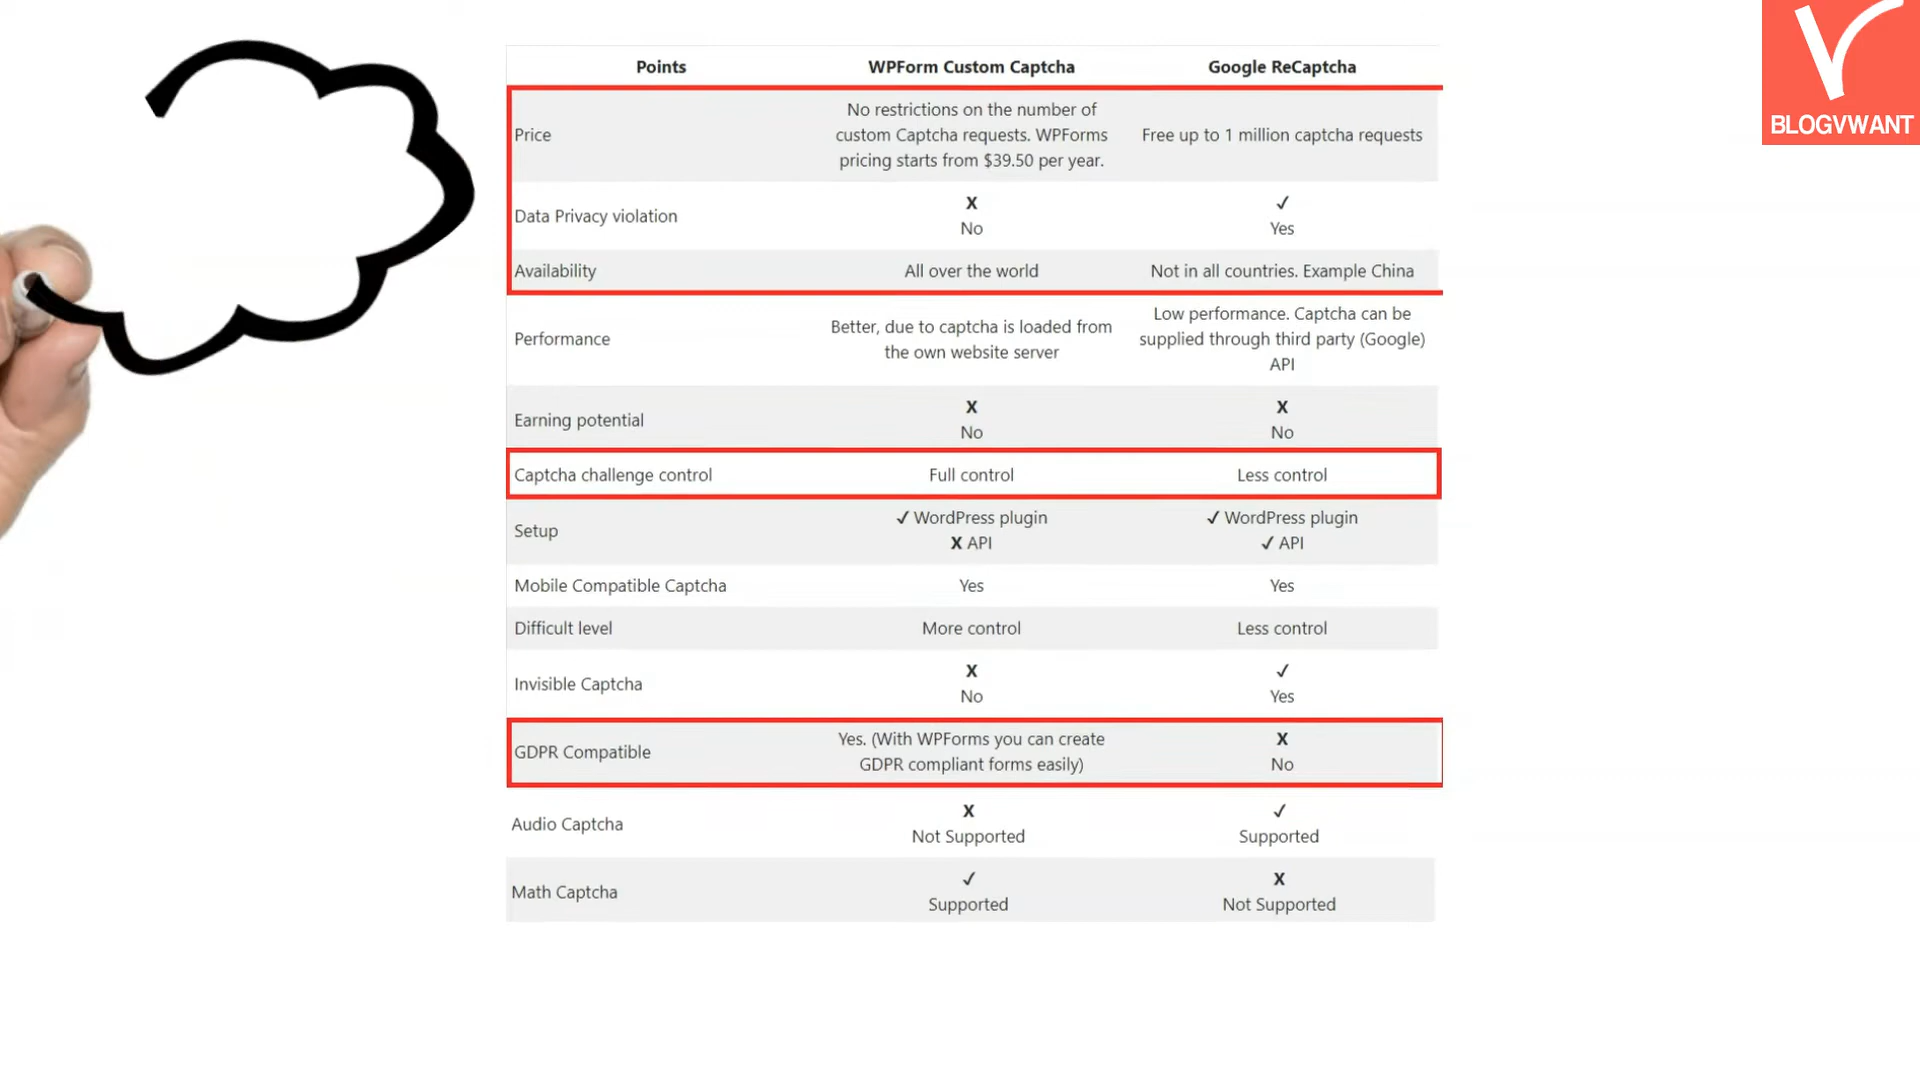 Points WPForm Custom Captcha Google ReCaptcha
Price
No restrictions on the number of
custom Captcha requests. WPForms
pricing starts from $39.50 per year.
Free up to 1 million captcha requests
Data Privacy violation
X
No
✓
Yes
Availability
All over the world
Not in all countries. Example China
Performance
Better, due to captcha is loaded from
the own website server
Low performance. Captcha can be
supplied through third party (Google)
API
Earning potential
X
No
X
No
Captcha challenge control
Full control
Less control
Setup
✓ WordPress plugin
X API
✓ WordPress plugin
✓ API
Mobile Compatible Captcha
Yes
Yes
Difficult level
More control
Less control
Invisible Captcha
X
No
✓
Yes
GDPR Compatible
Yes. (With WPForms you can create
GDPR compliant forms easily)
X
No
Audio Captcha
X
Not Supported
✓
Supported
Math Captcha
✓
Supported
X
Not Supported
BLOGVWANT